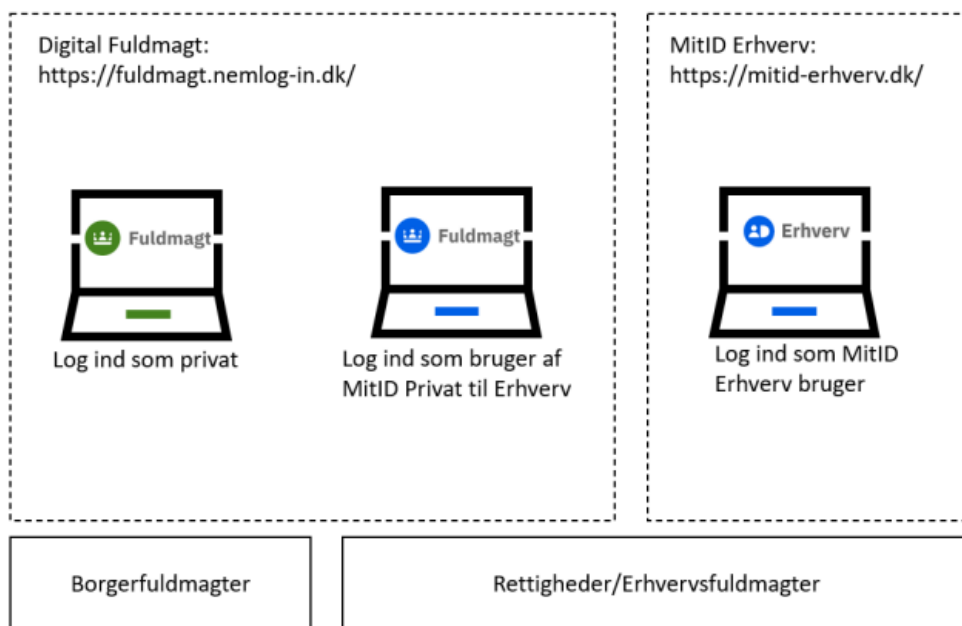 Digital Fuldmagt:
https://fuldmagt.nemlog-in.dk/
Fuldmagt
Log ind som privat
Fuldmagt
Log ind som bruger af
MitID Privat til Erhverv
MitID Erhverv:
https://mitid-erhverv.dk/
Erhverv
Log ind som MitID
Erhverv bruger
Borgerfuldmagter
Rettigheder/Erhvervsfuldmagter